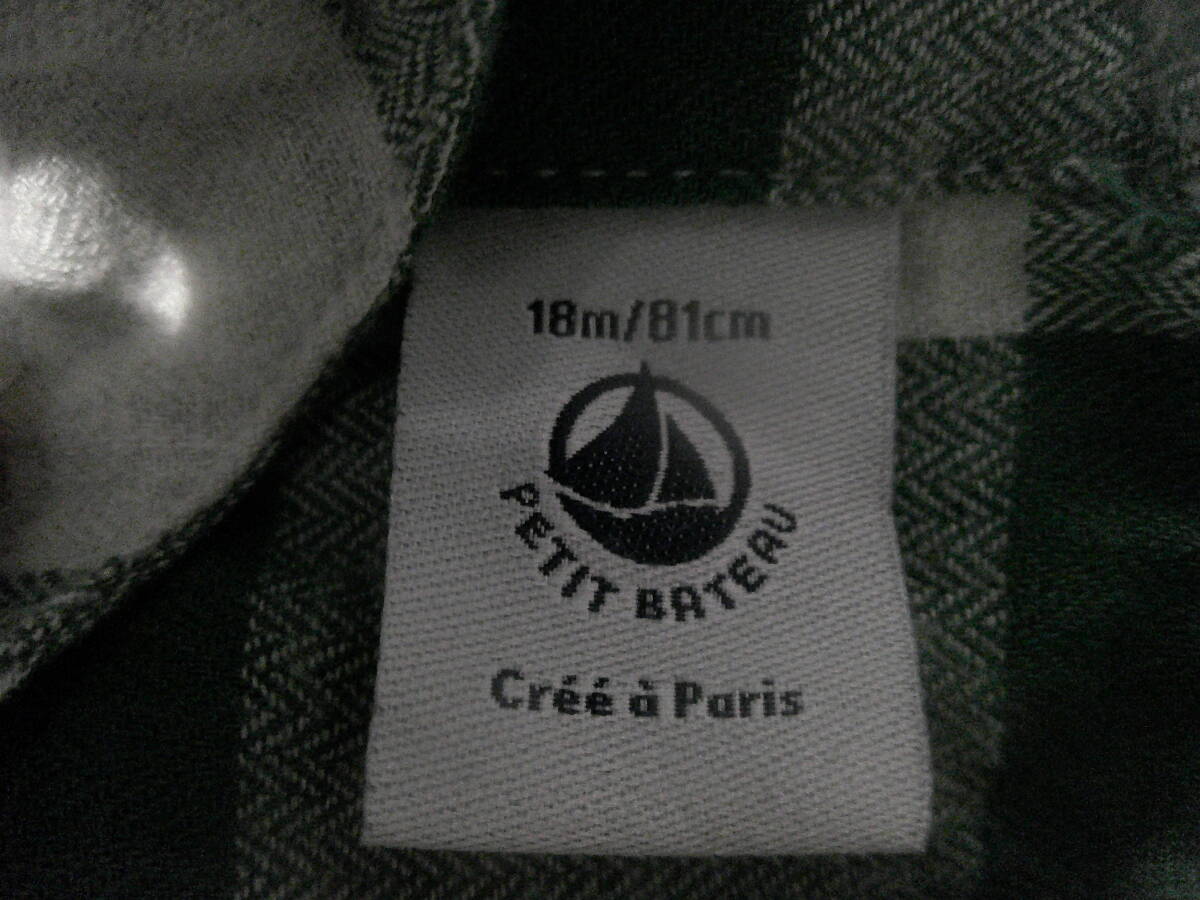 18m/81cm
PETIT BATEAU
Créé à Paris